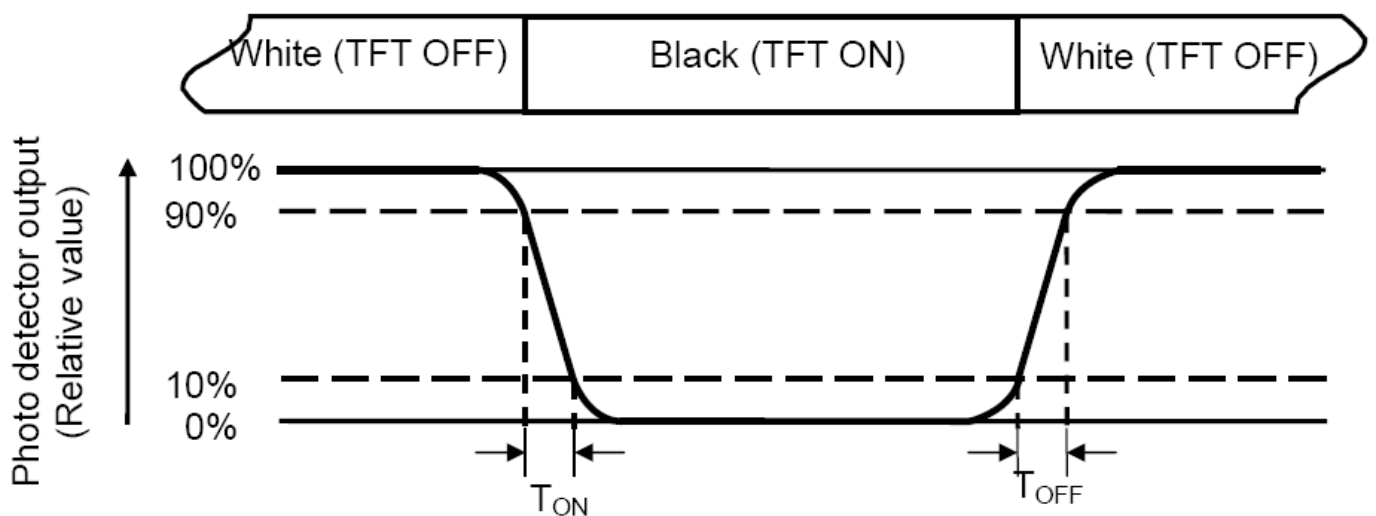 White (TFT OFF)
Black (TFT ON)
White (TFT OFF)
Photo detector output
(Relative value)
100%
90%
10%
0%
TON
TOFF